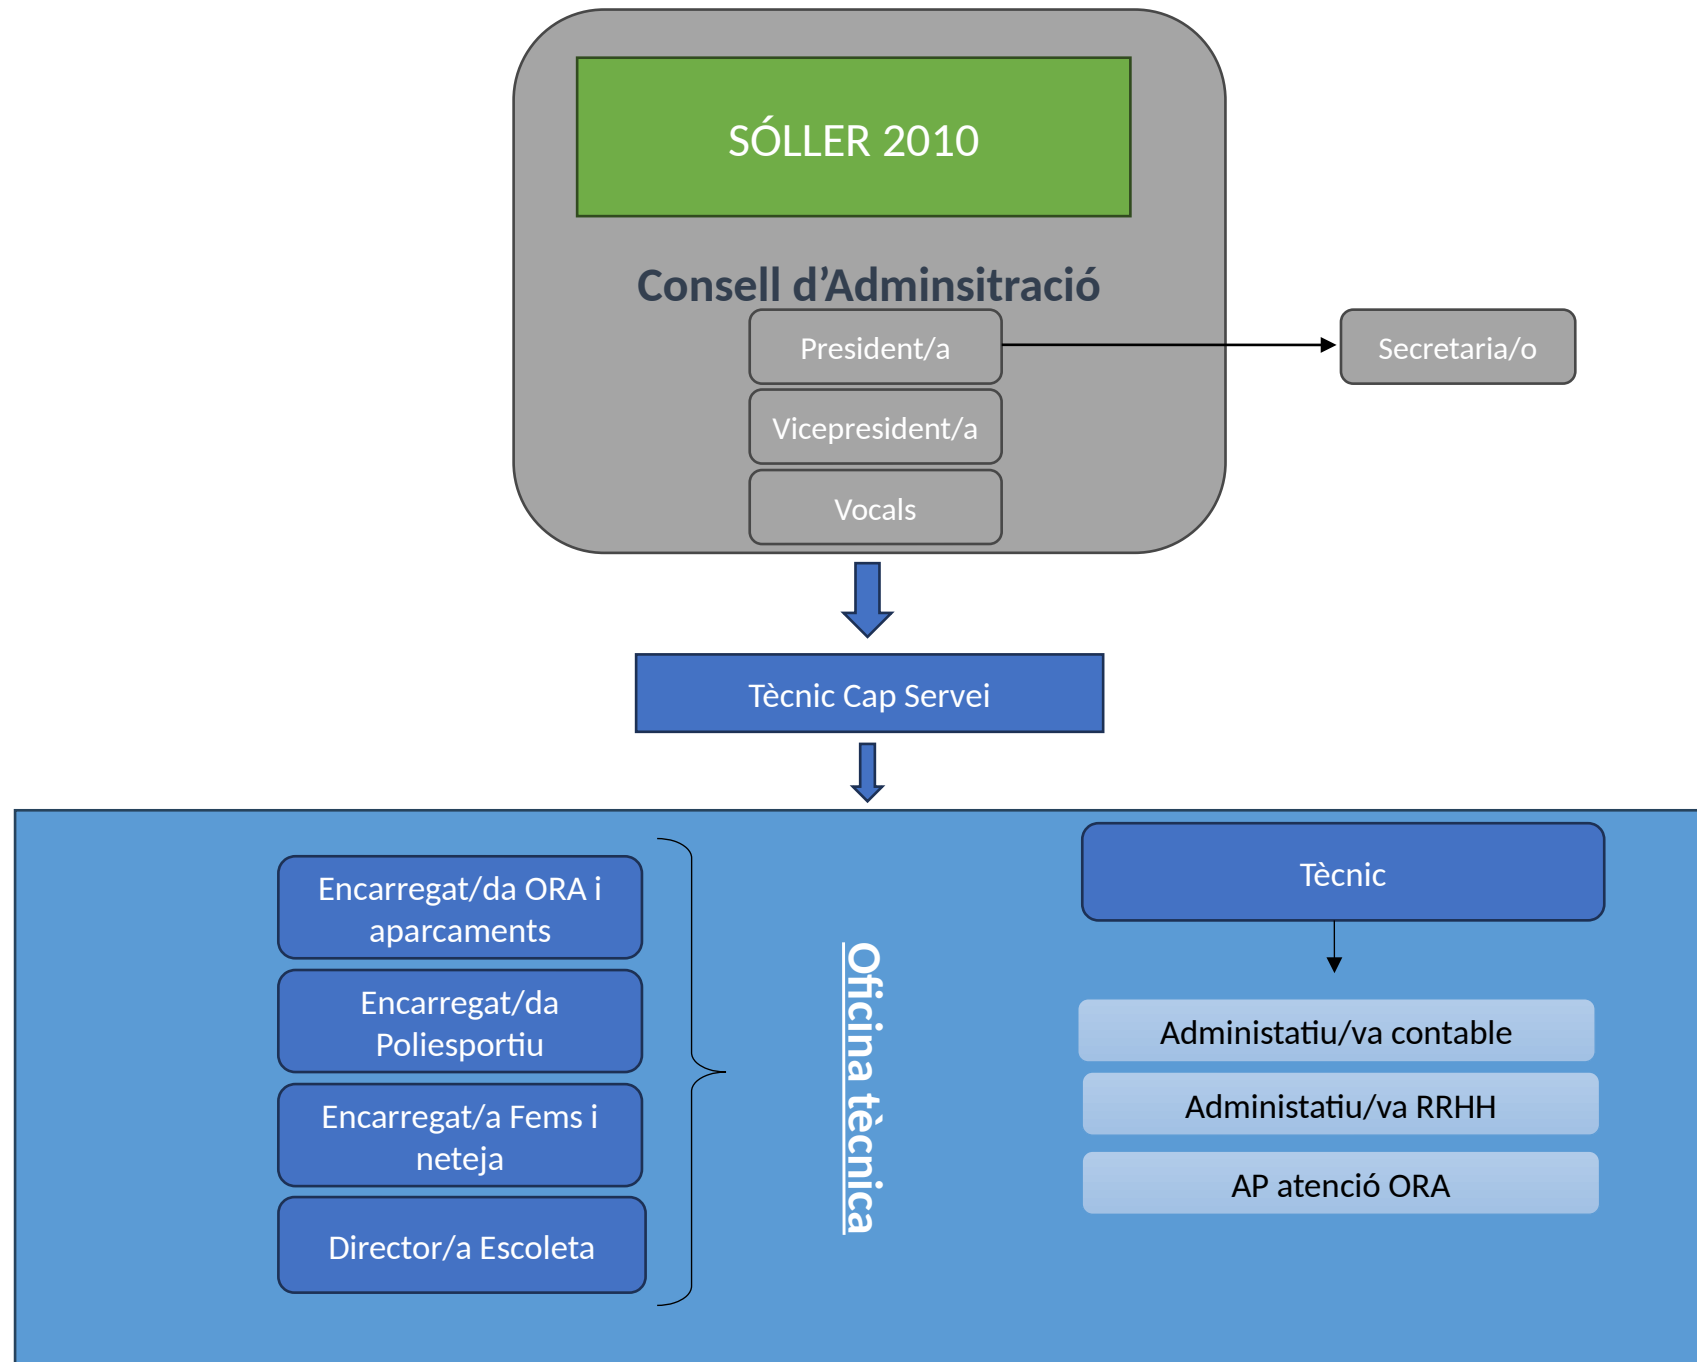 SÓLLER 2010
Consell d’Adminsitració
President/a
Secretaria/o
Vicepresident/a
Vocals
Tècnic Cap Servei
Encarregat/da ORA i
aparcaments
Encarregat/da
Poliesportiu
Encarregat/a Fems i
neteja
Director/a Escoleta
Oficina tècnica
Tècnic
Administatiu/va contable
Administatiu/va RRHH
AP atenció ORA